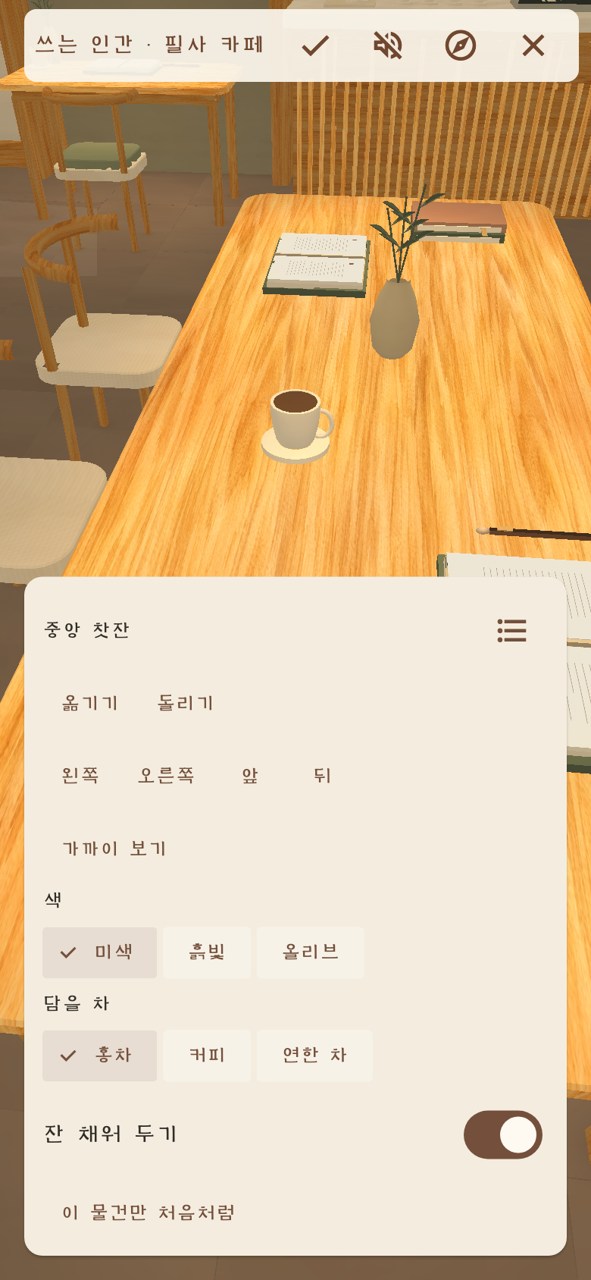 쓰는 인간 · 필사 카페
중앙 찻잔
옮기기 돌리기
왼쪽 오른쪽 앞 뒤
가까이 보기
색
미색 흙빛 올리브
담을 차
홍차 커피 연한 차
잔 채워 두기
이 물건만 처음처럼